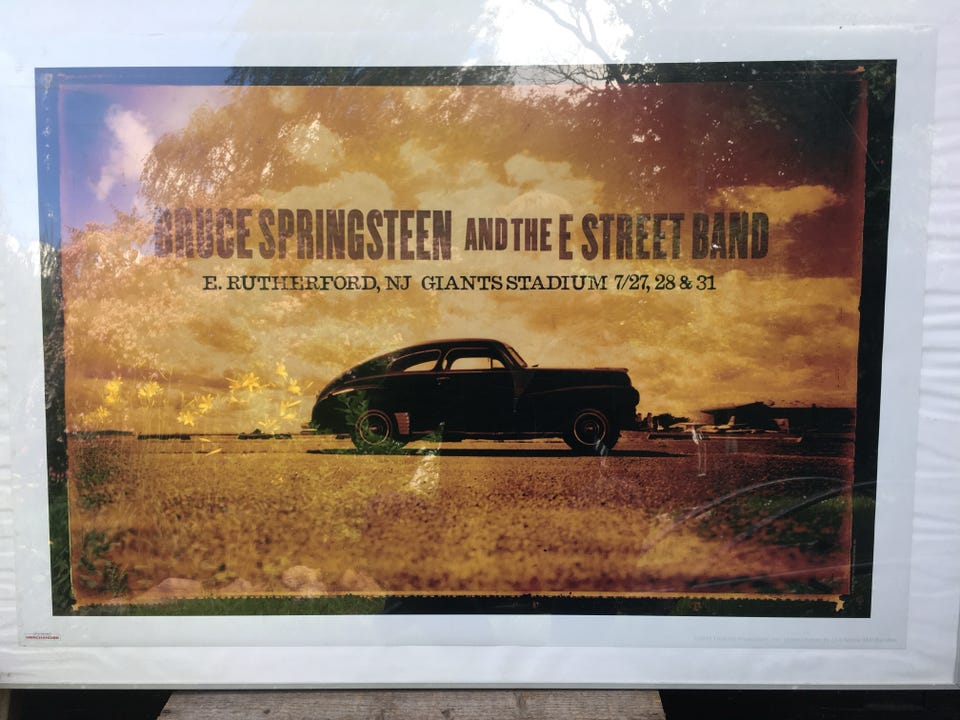 BRUCE SPRINGSTEEN AND THE E STREET BAND
E. RUTHERFORD, NJ GIANTS STADIUM 7/27, 28 & 31